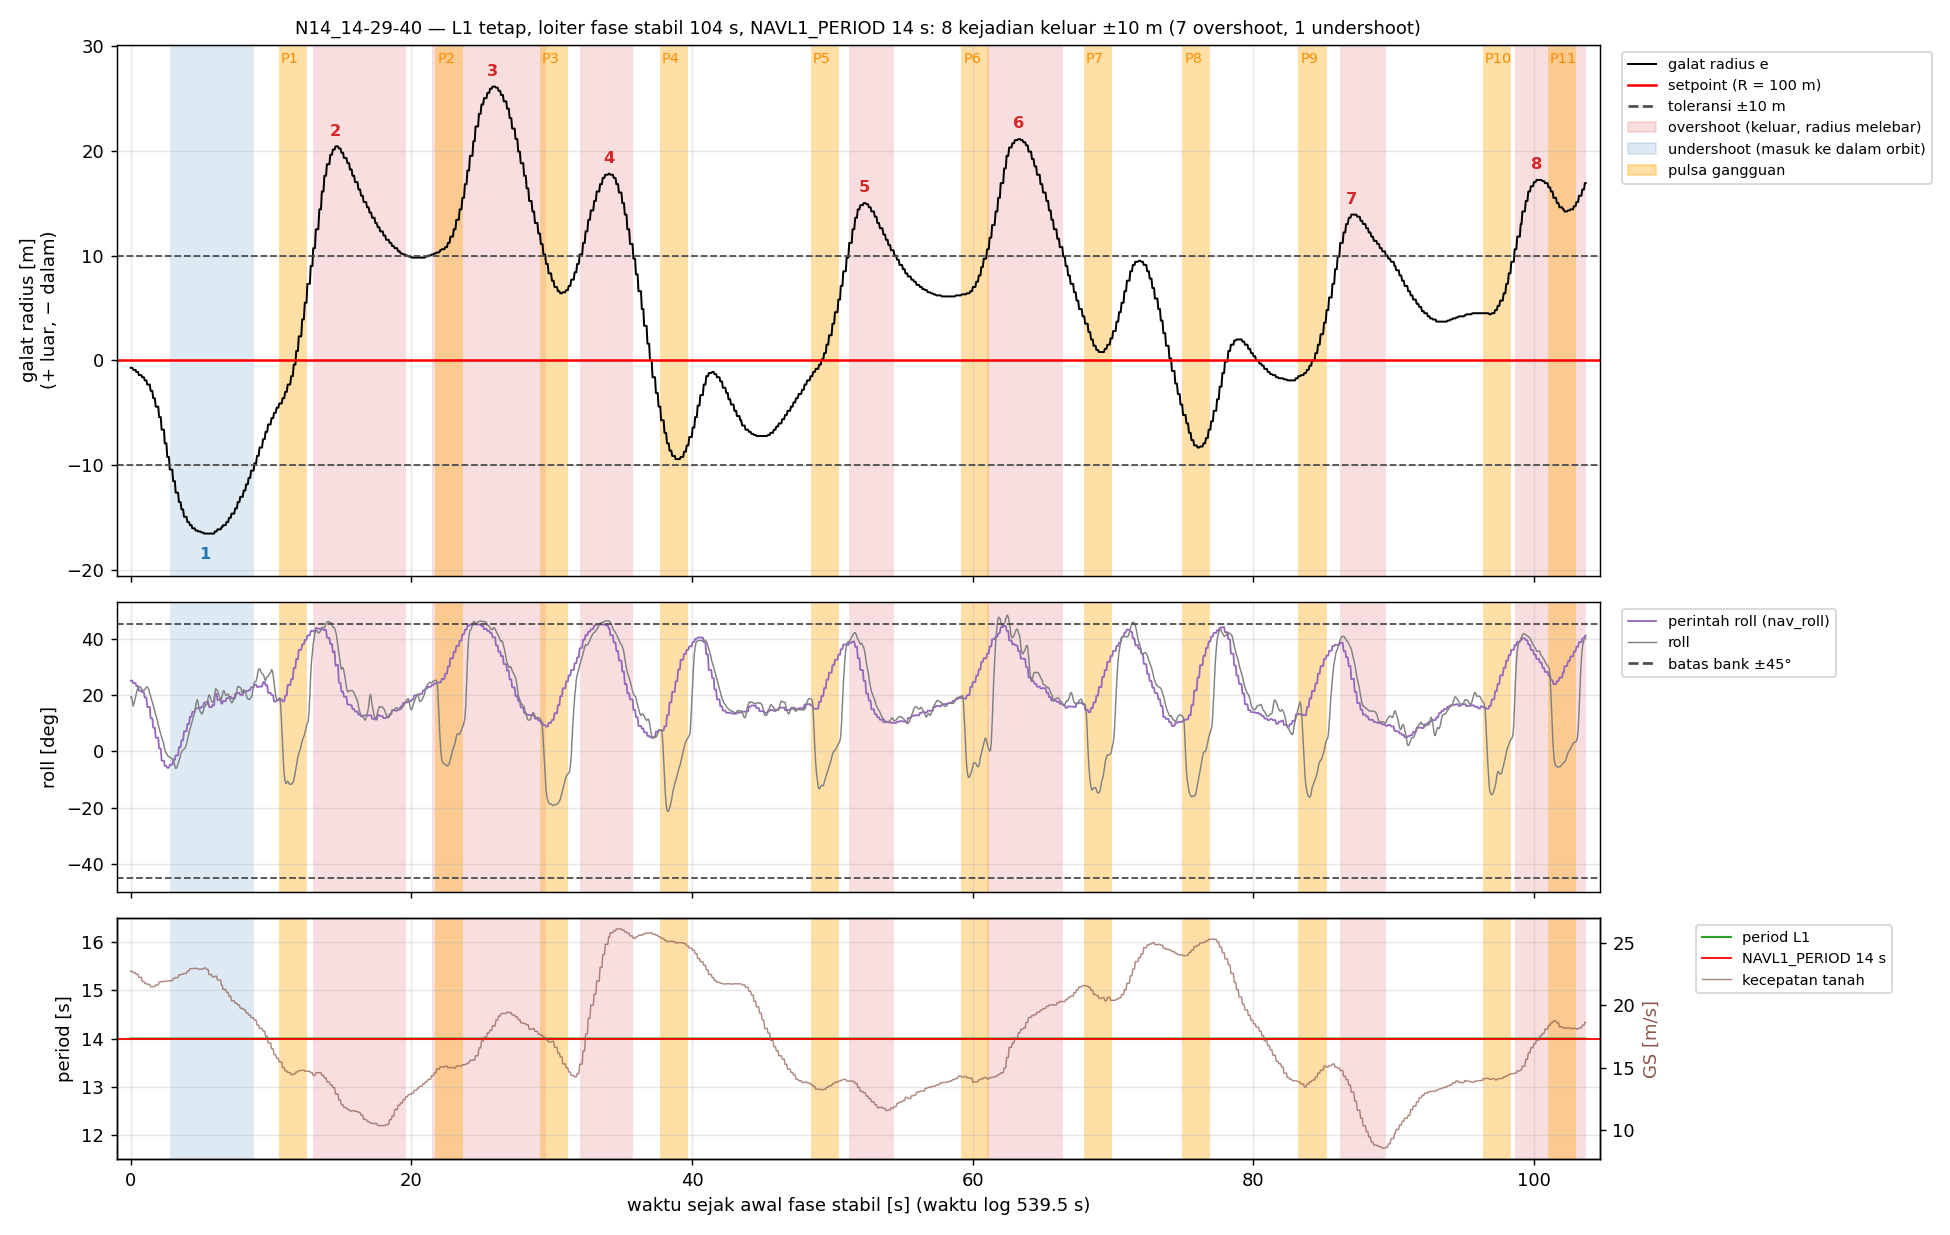 N14_14-29-40 — L1 tetap, loiter fase stabil 104 s, NAVL1_PERIOD 14 s: 8 kejadian keluar ±10 m (7 overshoot, 1 undershoot)
galat radius [m]
(+ luar, − dalam)
30
20
10
0
−10
−20
P1
P2
P3
P4
P5
P6
P7
P8
P9
P10
P11
1
2
3
4
5
6
7
8
galat radius e
setpoint (R = 100 m)
toleransi ±10 m
overshoot (keluar, radius melebar)
undershoot (masuk ke dalam orbit)
pulsa gangguan
roll [deg]
40
20
0
−20
−40
perintah roll (nav_roll)
roll
batas bank ±45°
period [s]
16
15
14
13
12
25
20
15
10
GS [m/s]
period L1
NAVL1_PERIOD 14 s
kecepatan tanah
0
20
40
60
80
100
waktu sejak awal fase stabil [s] (waktu log 539.5 s)